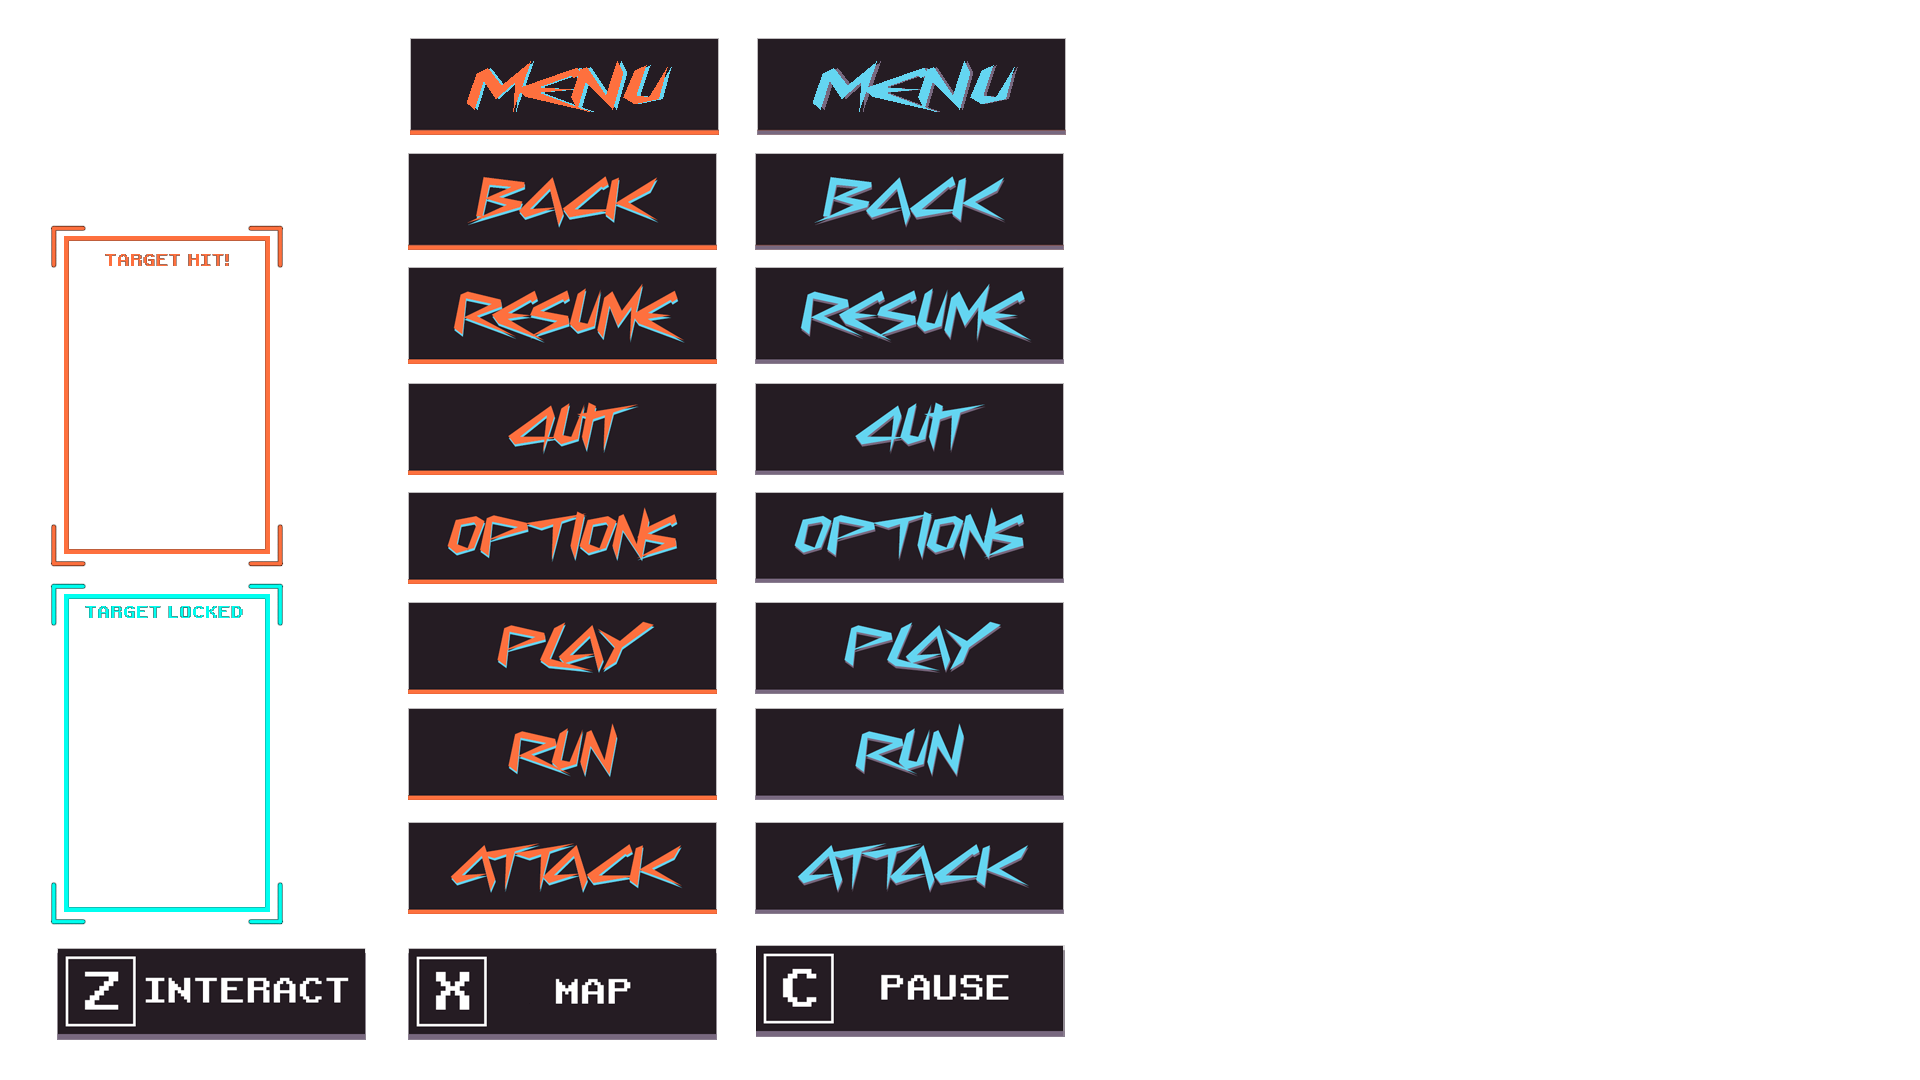 MENU MENU
BACK BACK
TARGET HIT!
RESUME RESUME
QUIT QUIT
OPTIONS OPTIONS
TARGET LOCKED
PLAY PLAY
RUN RUN
ATTACK ATTACK
Z INTERACT
X MAP
C PAUSE